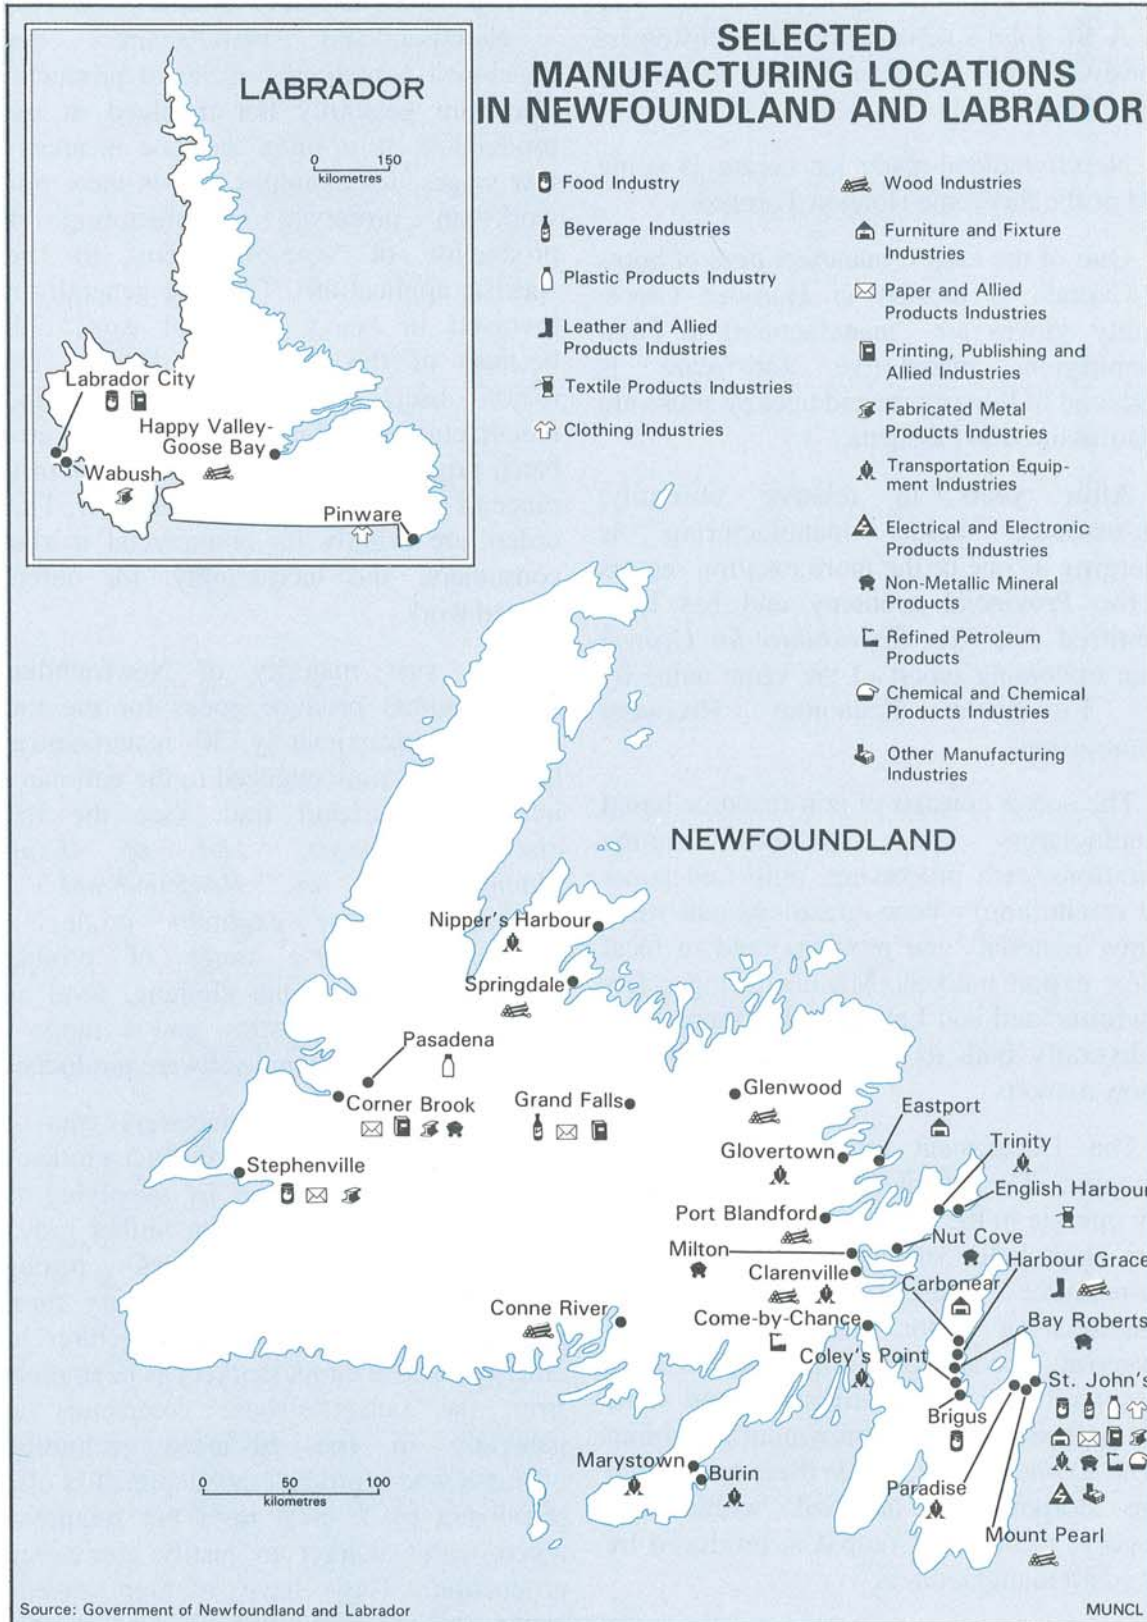 SELECTED
MANUFACTURING LOCATIONS
IN NEWFOUNDLAND AND LABRADOR
LABRADOR
0 150
kilometres
Labrador City
Happy Valley-
Goose Bay
Wabush
Pinware
Food Industry
Beverage Industries
Plastic Products Industry
Leather and Allied
Products Industries
Textile Products Industries
Clothing Industries
Wood Industries
Furniture and Fixture
Industries
Paper and Allied
Products Industries
Printing, Publishing and
Allied Industries
Fabricated Metal
Products Industries
Transportation Equip-
ment Industries
Electrical and Electronic
Products Industries
Non-Metallic Mineral
Products
Refined Petroleum
Products
Chemical and Chemical
Products Industries
Other Manufacturing
Industries
NEWFOUNDLAND
Nipper's Harbour
Springdale
Pasadena
Corner Brook
Grand Falls
Glenwood
Eastport
Stephenville
Glovertown
Trinity
English Harbour
Port Blandford
Nut Cove
Milton
Harbour Grace
Clarenville
Carbonear
Conne River
Come-by-Chance
Bay Roberts
Coley's Point
St. John's
Brigus
Marystown
Burin
Paradise
Mount Pearl
0 50 100
kilometres
Source: Government of Newfoundland and Labrador
MUNCL